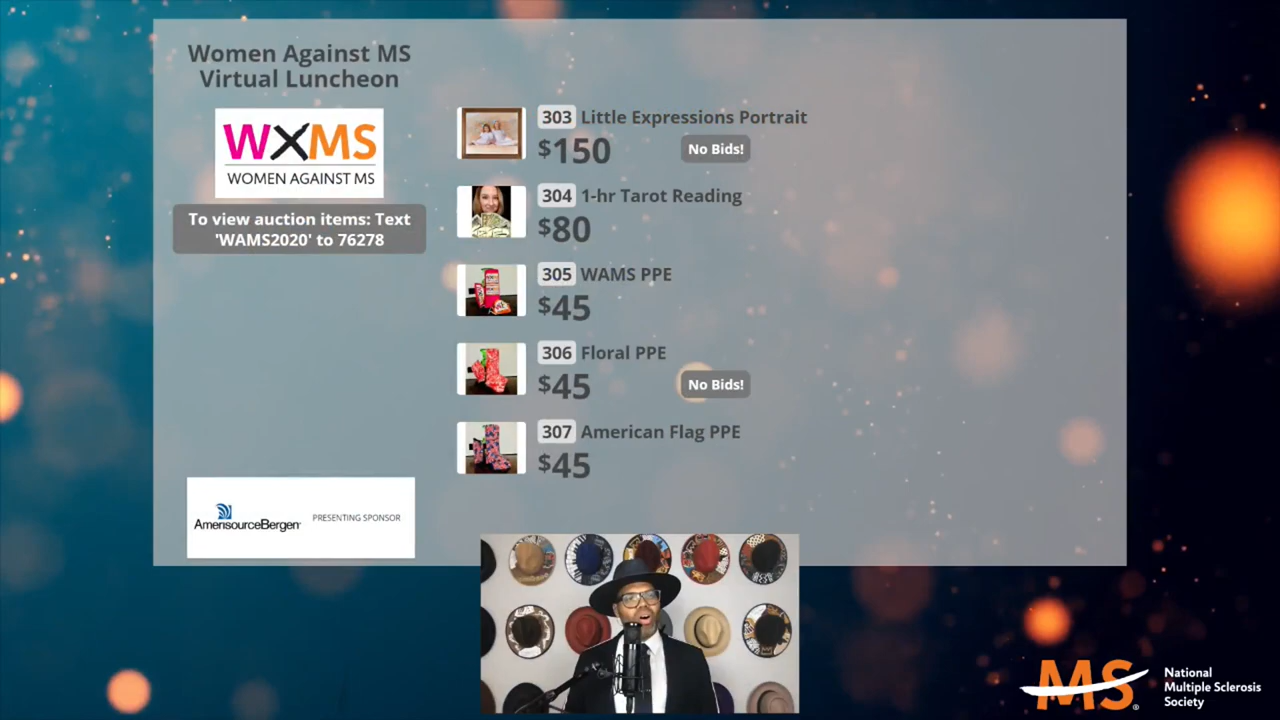 Women Against MS
Virtual Luncheon
WXMS
WOMEN AGAINST MS
To view auction items: Text
'WAMS2020' to 76278
303 Little Expressions Portrait
$150
No Bids!
304 1-hr Tarot Reading
$80
305 WAMS PPE
$45
306 Floral PPE
$45
No Bids!
307 American Flag PPE
$45
AmerisourceBergen
PRESENTING SPONSOR
MS
National
Multiple Sclerosis
Society